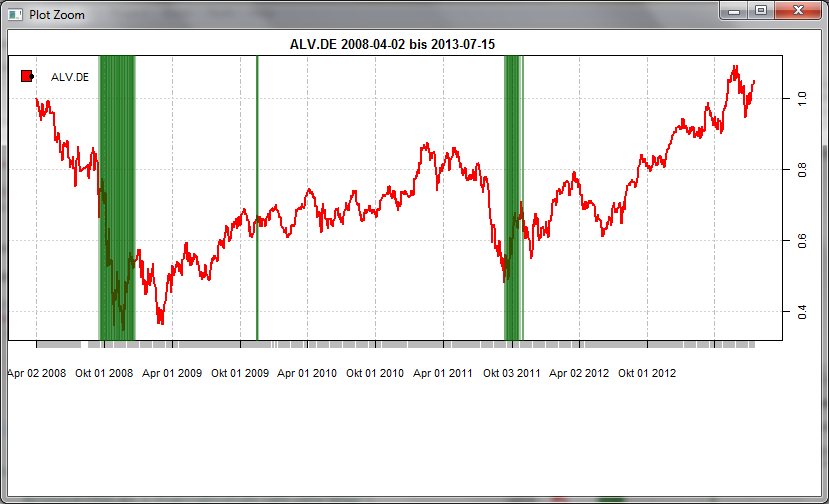 Plot Zoom
ALV.DE 2008-04-02 bis 2013-07-15
ALV.DE
1.0
0.8
0.6
0.4
Apr 02 2008 Okt 01 2008 Apr 01 2009 Okt 01 2009 Apr 01 2010 Okt 01 2010 Apr 01 2011 Okt 03 2011 Apr 02 2012 Okt 01 2012